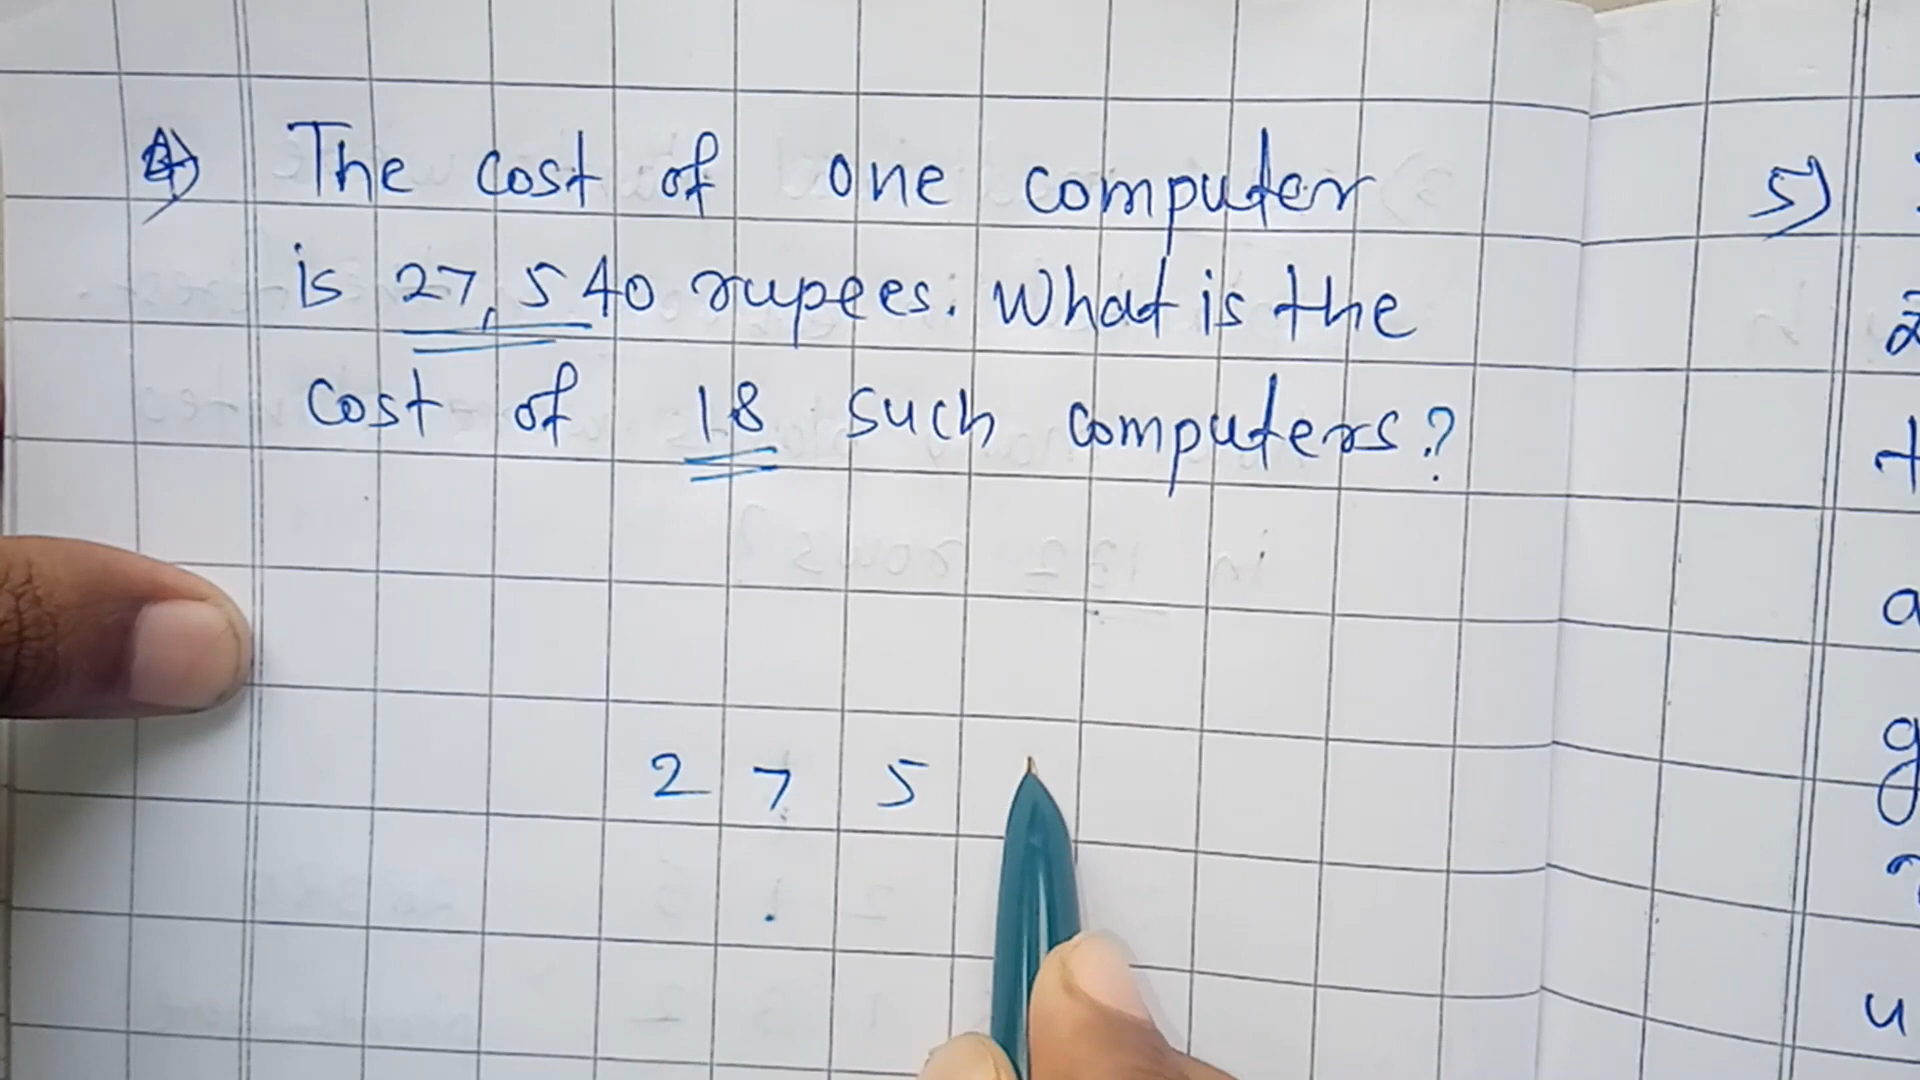 4) The cost of one computer
is 27,540 rupees. What is the
cost of 18 such computers?
2 7 5
5)